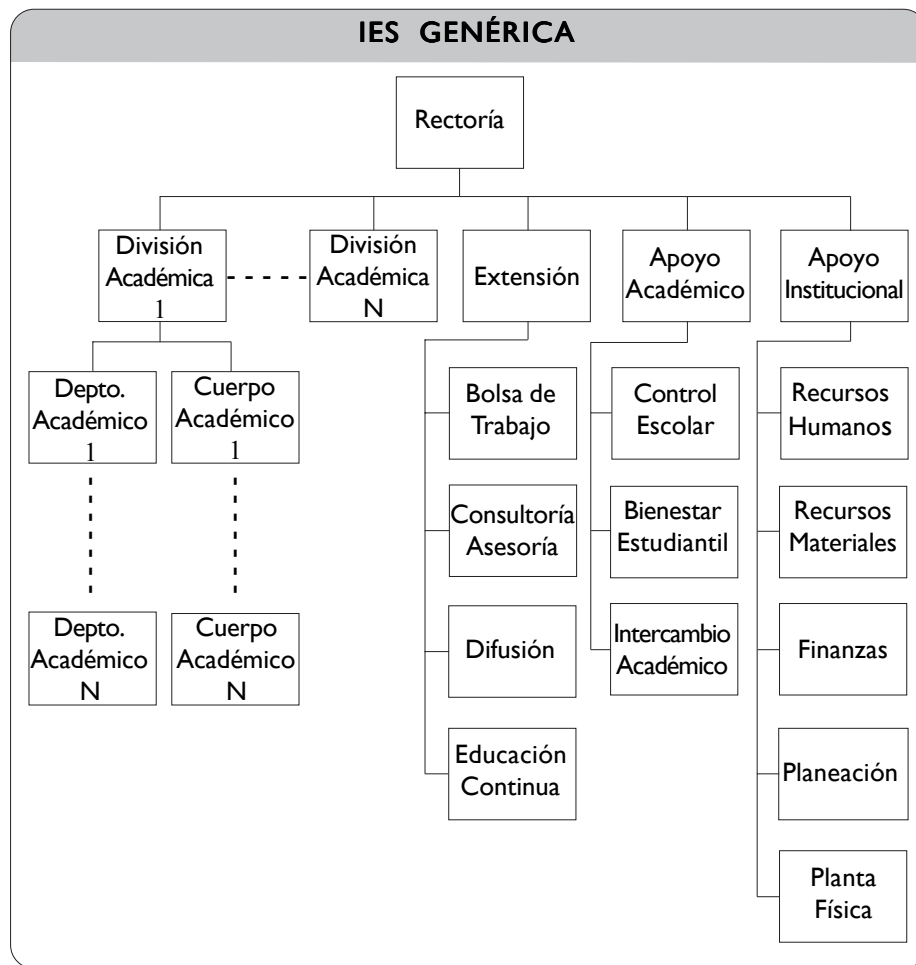 IES GENÉRICA
Rectoría
División
Académica
1
División
Académica
N
Extensión
Apoyo
Académico
Apoyo
Institucional
Depto.
Académico
1
Cuerpo
Académico
1
Bolsa de
Trabajo
Control
Escolar
Recursos
Humanos
Consultoría
Asesoría
Bienestar
Estudiantil
Recursos
Materiales
Depto.
Académico
N
Cuerpo
Académico
N
Difusión
Intercambio
Académico
Finanzas
Educación
Continua
Planeación
Planta
Física